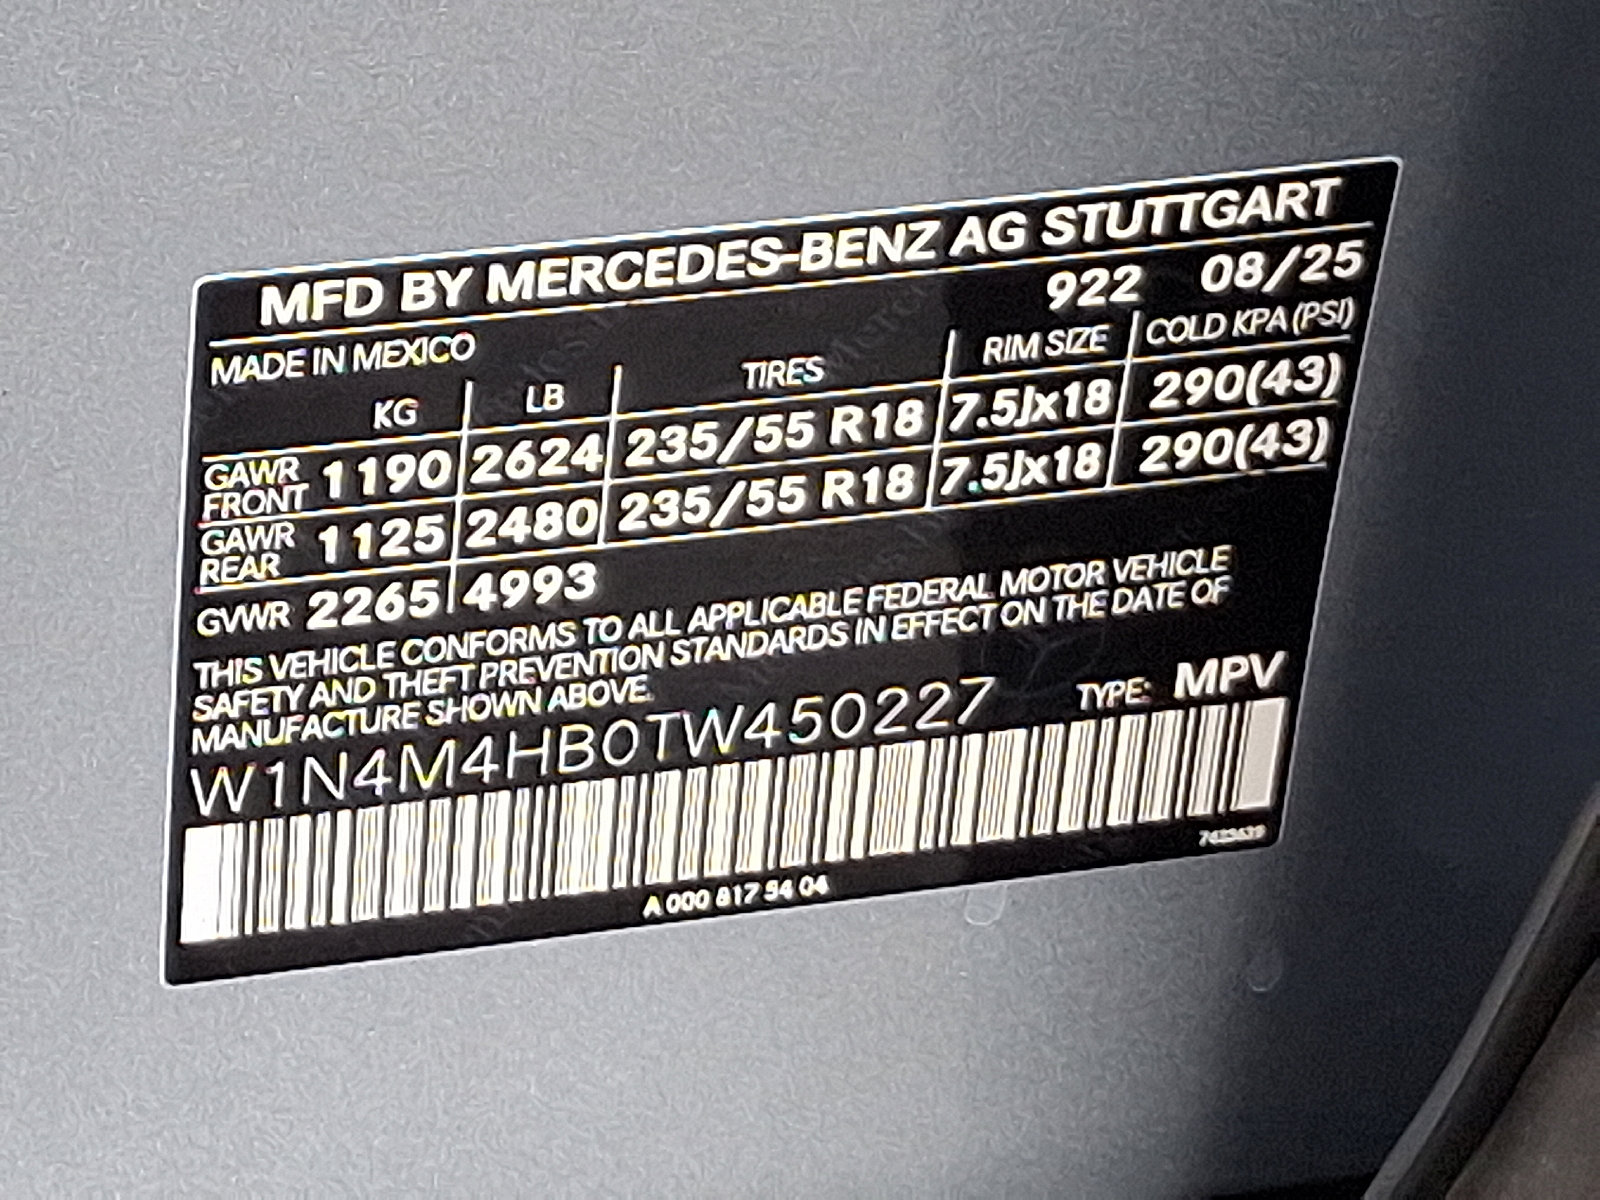 MFD BY MERCEDES-BENZ AG STUTTGART
MADE IN MEXICO 922 08/25
KG LB TIRES RIM SIZE COLD KPA (PSI)
GAWR FRONT 1190 2624 235/55 R18 7.5Jx18 290(43)
GAWR REAR 1125 2480 235/55 R18 7.5Jx18 290(43)
GVWR 2265 4993
THIS VEHICLE CONFORMS TO ALL APPLICABLE FEDERAL MOTOR VEHICLE
SAFETY AND THEFT PREVENTION STANDARDS IN EFFECT ON THE DATE OF
MANUFACTURE SHOWN ABOVE.
W1N4M4HB0TW450227 TYPE: MPV
A 000 817 54 04